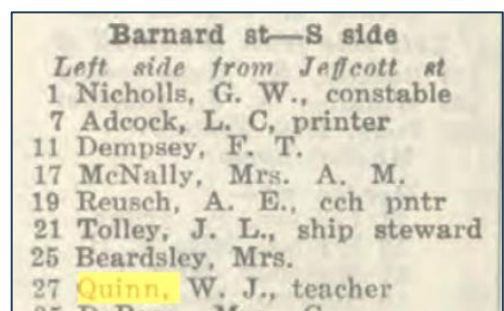 Barnard st—S side
Left side from Jeffcott st
1 Nicholls, G. W., constable
7 Adcock, L. C, printer
11 Dempsey, F. T.
17 McNally, Mrs. A. M.
19 Reusch, A. E., cch pntr
21 Tolley, J. L., ship steward
25 Beardsley, Mrs.
27 Quinn, W. J., teacher